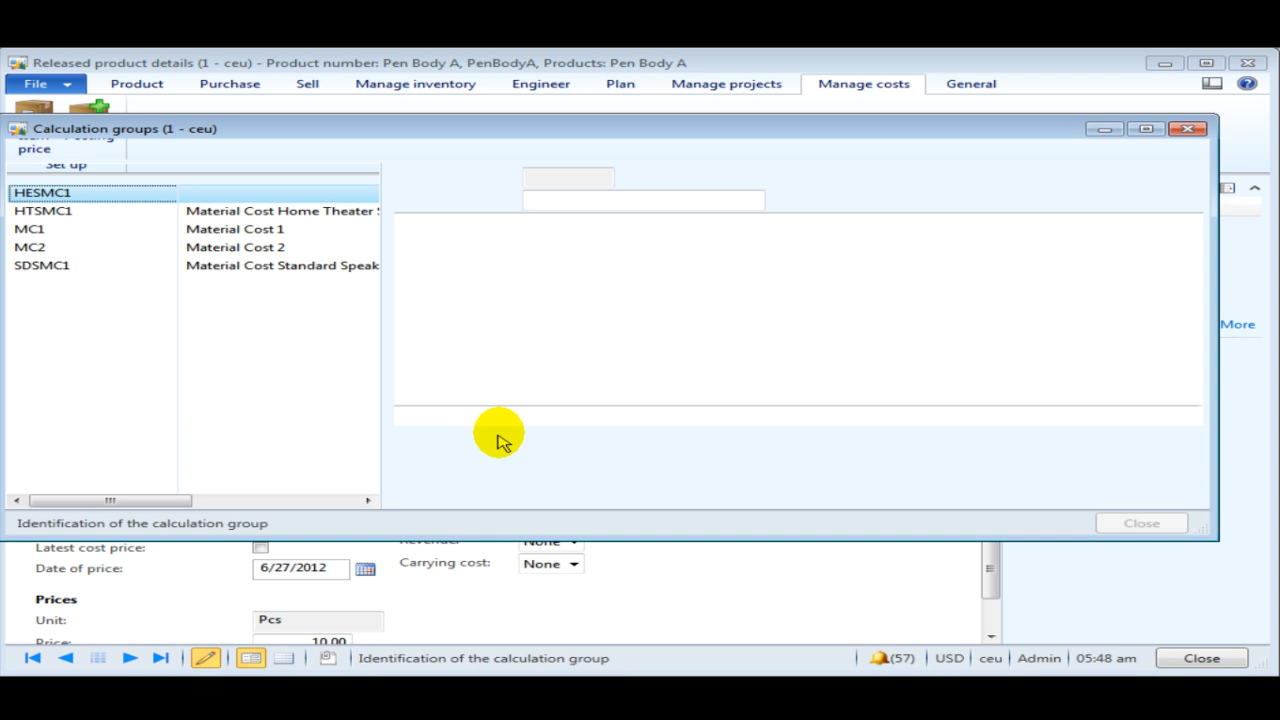 Released product details (1 - ceu) - Product number: Pen Body A, PenBodyA, Products: Pen Body A
File Product Purchase Sell Manage inventory Engineer Plan Manage projects Manage costs General
Calculation groups (1 - ceu)
price
Set up
HESMC1
HTSMC1 Material Cost Home Theater
MC1 Material Cost 1
MC2 Material Cost 2
SDSMC1 Material Cost Standard Speak
More
Identification of the calculation group Close
Latest cost price: None
Date of price: 6/27/2012 Carrying cost: None
Prices
Unit: Pcs
Price: 10.00
Identification of the calculation group (57) USD ceu Admin 05:48 am Close